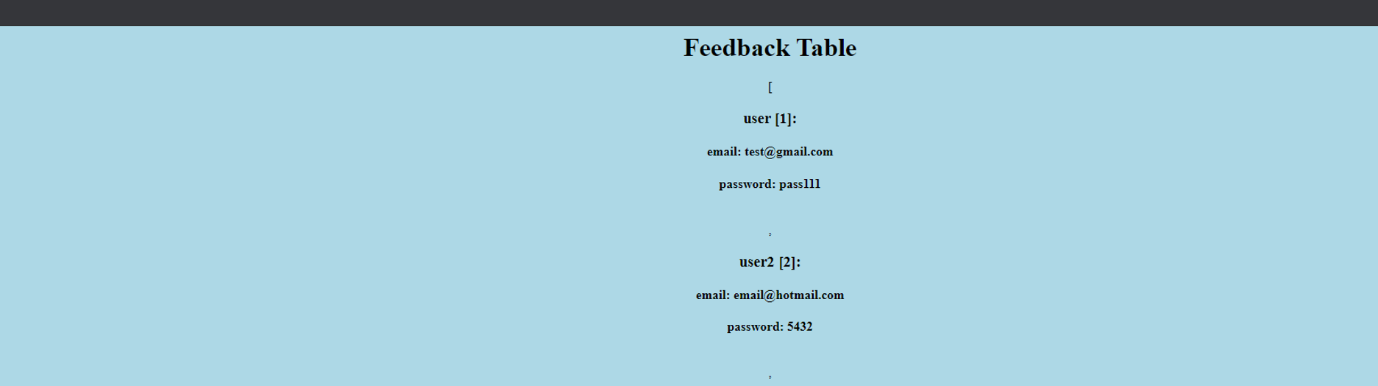 Feedback Table
[
user [1]:
email: test@gmail.com
password: pass111
,
user2 [2]:
email: email@hotmail.com
password: 5432
,